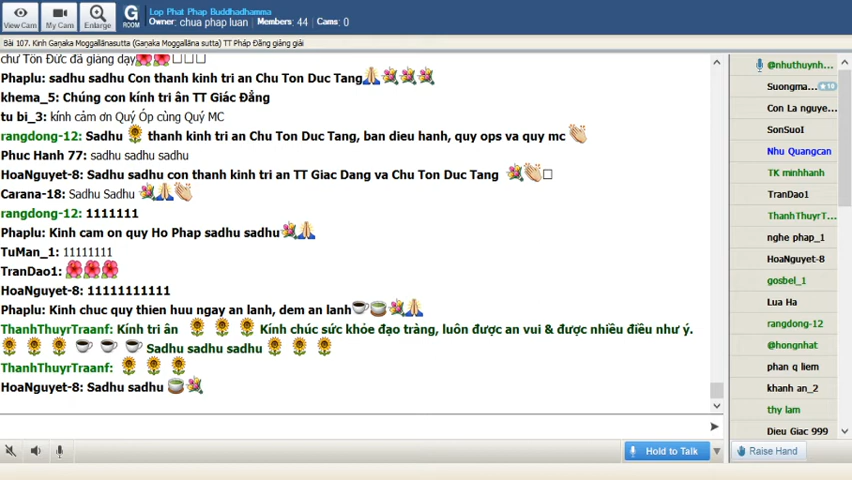 View Cam
My Cam
Enlarge
G ROOM
Lop Phat Phap Buddhadhamma
Owner: chua phap luan Members: 44 Cams: 0
Bài 107. Kinh Gaṇaka Moggallānasutta (Gaṇaka Moggallāna sutta) TT Pháp Đăng giảng giải
chư Tôn Đức đã giảng dạy
Phaplu: sadhu sadhu Con thanh kinh tri an Chu Ton Duc Tang
khema_5: Chúng con kính tri ân TT Giác Đẳng
tu bi_3: kính cảm ơn Quý Óp cùng Quý MC
rangdong-12: Sadhu thanh kinh tri an Chu Ton Duc Tang, ban dieu hanh, quy ops va quy mc
Phuc Hanh 77: sadhu sadhu sadhu
HoaNguyet-8: Sadhu sadhu con thanh kinh tri an TT Giac Dang va Chu Ton Duc Tang
Carana-18: Sadhu Sadhu
rangdong-12: 1111111
Phaplu: Kinh cam on quy Ho Phap sadhu sadhu
TuMan_1: 11111111
TranDao1:
HoaNguyet-8: 11111111111
Phaplu: Kinh chuc quy thien huu ngay an lanh, dem an lanh
ThanhThuyrTraanf: Kính tri ân Kính chúc sức khỏe đạo tràng, luôn được an vui & được nhiều điều như ý.
Sadhu sadhu sadhu
ThanhThuyrTraanf:
HoaNguyet-8: Sadhu sadhu
Hold to Talk
@nhuthuynh...
Suongma... 10
Con La nguye...
SonSuoI
Nhu Quangcan
TK minhhanh
TranDao1
ThanhThuyrT...
nghe phap_1
HoaNguyet-8
gosbel_1
Lua Ha
rangdong-12
@hongnhat
phan q liem
khanh an_2
thy lam
Dieu Giac 999
Raise Hand